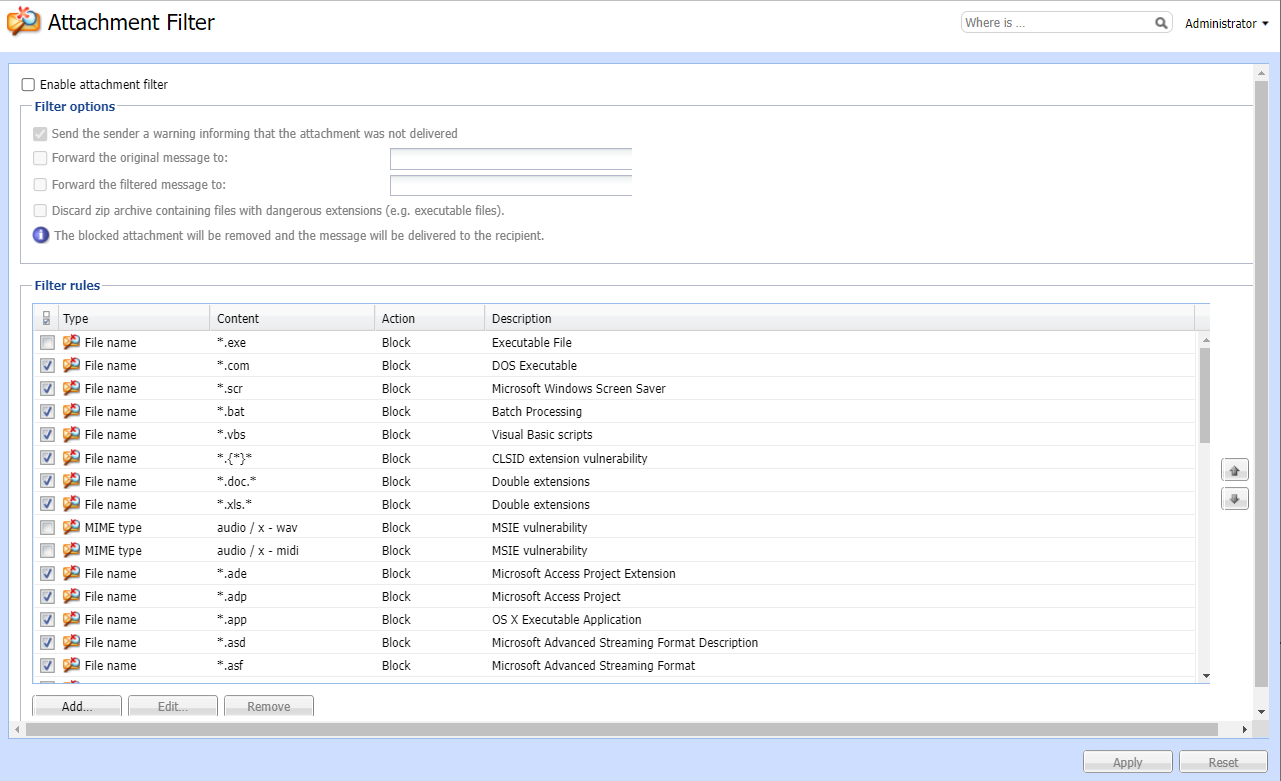 Attachment Filter
Where is ...
Administrator
Enable attachment filter
Filter options
Send the sender a warning informing that the attachment was not delivered
Forward the original message to:
Forward the filtered message to:
Discard zip archive containing files with dangerous extensions (e.g. executable files).
The blocked attachment will be removed and the message will be delivered to the recipient.
Filter rules
Type Content Action Description
File name *.exe Block Executable File
File name *.com Block DOS Executable
File name *.scr Block Microsoft Windows Screen Saver
File name *.bat Block Batch Processing
File name *.vbs Block Visual Basic scripts
File name *.{*}* Block CLSID extension vulnerability
File name *.doc.* Block Double extensions
File name *.xls.* Block Double extensions
MIME type audio / x - wav Block MSIE vulnerability
MIME type audio / x - midi Block MSIE vulnerability
File name *.ade Block Microsoft Access Project Extension
File name *.adp Block Microsoft Access Project
File name *.app Block OS X Executable Application
File name *.asd Block Microsoft Advanced Streaming Format Description
File name *.asf Block Microsoft Advanced Streaming Format
Add... Edit... Remove
Apply Reset